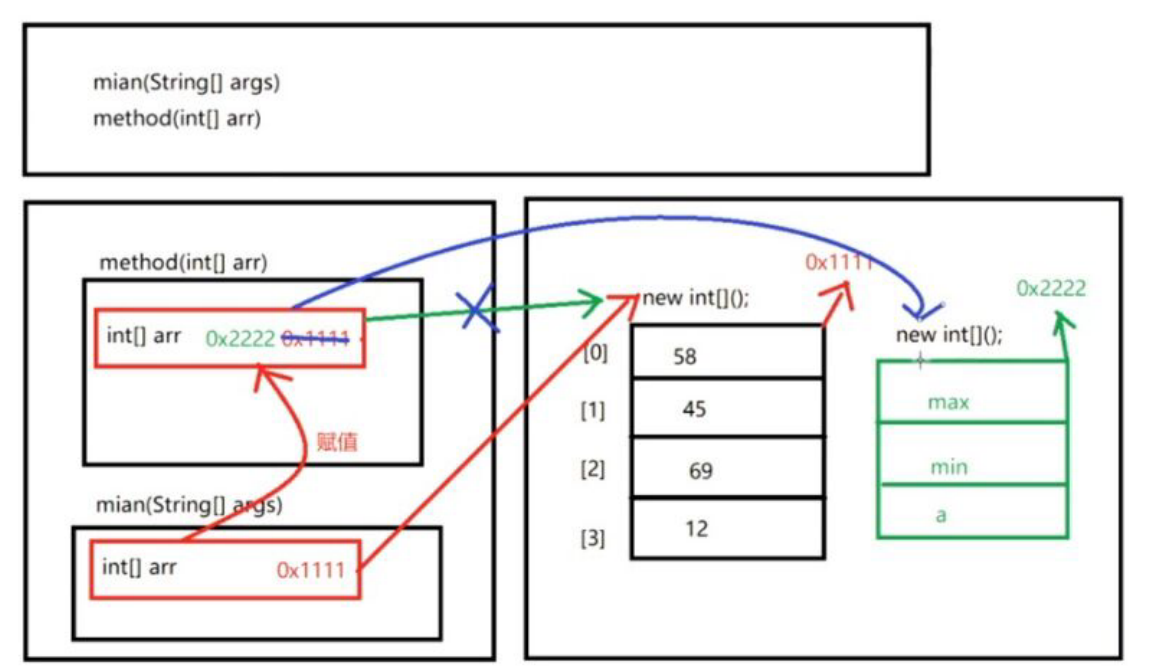 mian(String[] args)
method(int[] arr)
method(int[] arr)
int[] arr 0x2222 0x1111
赋值
mian(String[] args)
int[] arr 0x1111
0x1111
new int[]();
[0] 58
[1] 45
[2] 69
[3] 12
0x2222
new int[]();
max
min
a